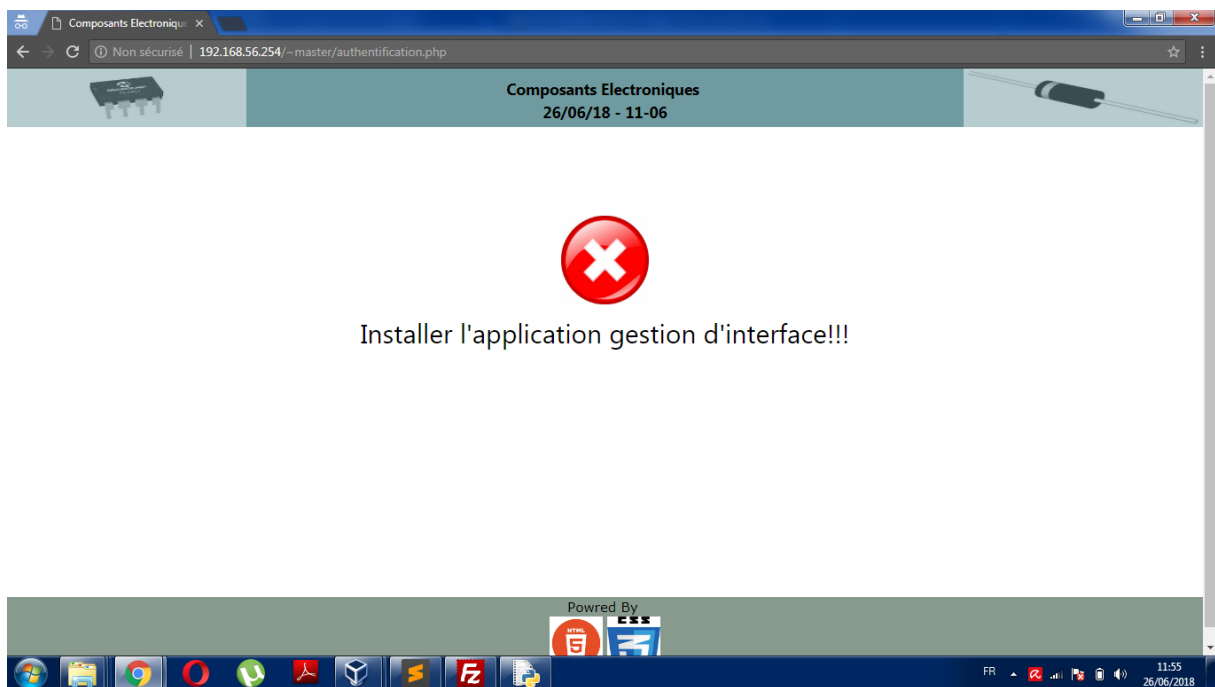 Composants Electronique
Non sécurisé | 192.168.56.254/~master/authentification.php
Composants Electroniques
26/06/18 - 11-06
Installer l'application gestion d'interface!!!
Powred By
HTML
5
CSS
3
FR
11:55
26/06/2018